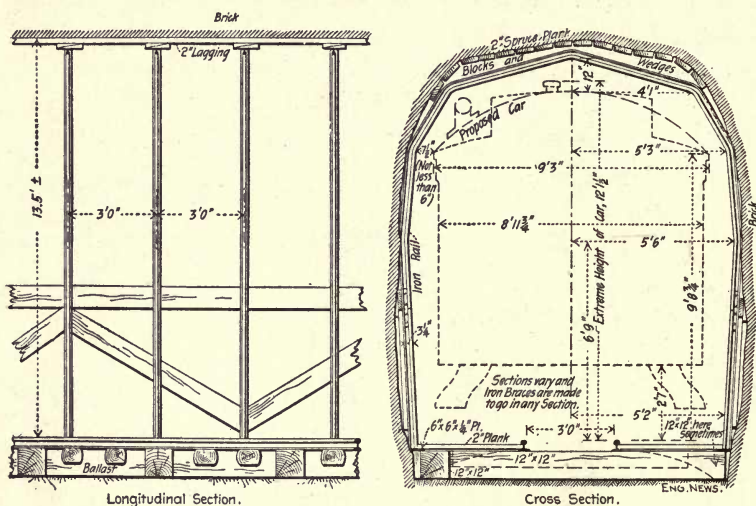 Brick
2" Lagging
13.5' ±
3'0"
3'0"
Ballast
Longitudinal Section.
2" Spruce Plank
Blocks and Wedges
12"
4'1"
Proposed Car
7½"
(Not less than 6")
5'3"
9'3"
8'11¾"
5'6"
Extreme Height of Car, 12'1½"
Brick
Iron Rail
9'8¾"
6'9"
3¼"
Sections vary and
Iron Braces are made
to go in any Section.
27"
5'2"
6"x6"x¼" Pl.
2" Plank
3'0"
12"x12" here
Sometimes
12"x12"
12"x12"
ENG. NEWS.
Cross Section.